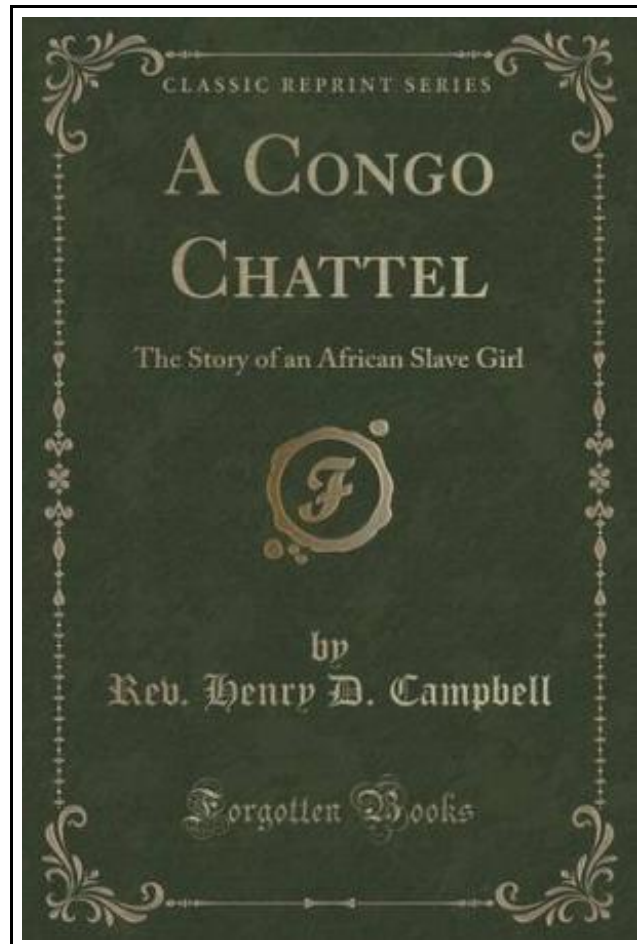 CLASSIC REPRINT SERIES
A CONGO
CHATTEL
The Story of an African Slave Girl
F
by
Rev. Henry D. Campbell
Forgotten Books